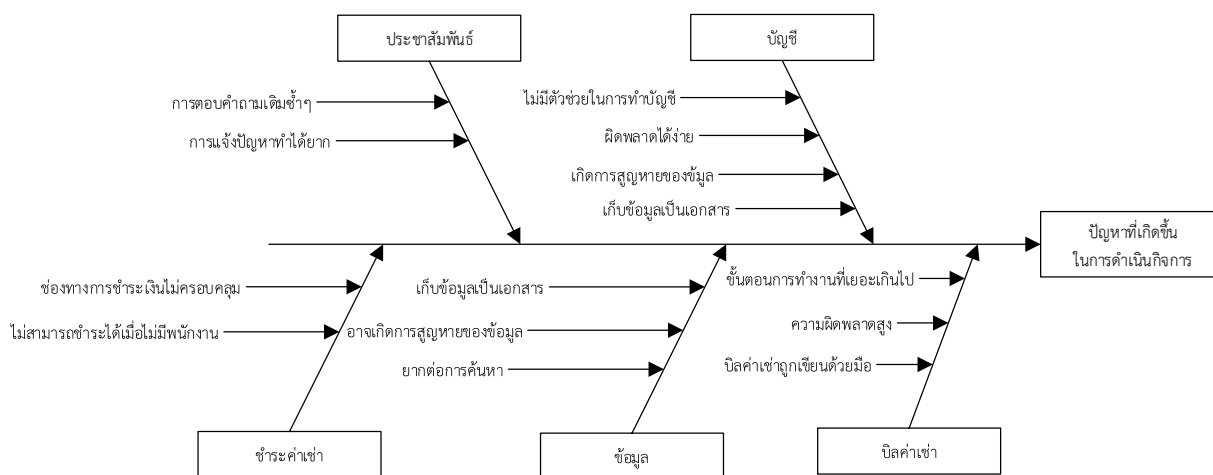 ประชาสัมพันธ์
บัญชี
การตอบคำถามเดิมซ้ำๆ
การแจ้งปัญหาทำได้ยาก
ไม่มีตัวช่วยในการทำบัญชี
ผิดพลาดได้ง่าย
เกิดการสูญหายของข้มูล
เก็บข้อมูลเป็นเอกสาร
ปัญหาที่เกิดขึ้น
ในการดำเนินกิจการ
ช่องทางการชำระเงินไม่ครอบคลุม
ไม่สามารถชำระได้เมื่อไม่มีพนักงาน
เก็บข้อมูลเป็นเอกสาร
อาจเกิดการสูญหายของข้อมูล
ยากต่อการค้นหา
ขั้นตอนการทำงานที่เยอะเกินไป
ความผิดพลาดสูง
บิลค่าเช่าถูกเขียนด้วยมือ
ชำระค่าเช่า
ข้อมูล
บิลค่าเช่า